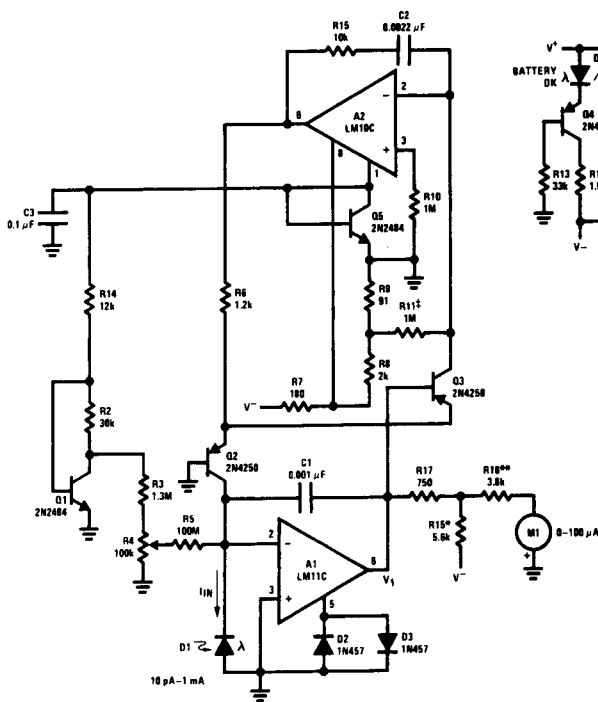 R15
10k
C2
0.0022 μF
V+
BATTERY
OK
λ
D
Q4
2N4
R13
33k
R1
1.
V−
A2
LM10C
6
8
1
−
2
+
3
R10
1M
C3
0.1 μF
Q5
2N2484
R14
12k
R6
1.2k
R9
91
R11‡
1M
R8
2k
R7
180
V−
Q3
2N4250
R2
30k
Q1
2N2484
Q2
2N4250
C1
0.001 μF
R17
750
3.6k
R3
1.3M
R5
100M
R4
100k
5.6k
M1
+
0–100 μA
V−
2
−
A1
LM11C
6
V1
3
+
5
IIN
D1
λ
D2
1N457
D3
1N457
10 pA–1 mA